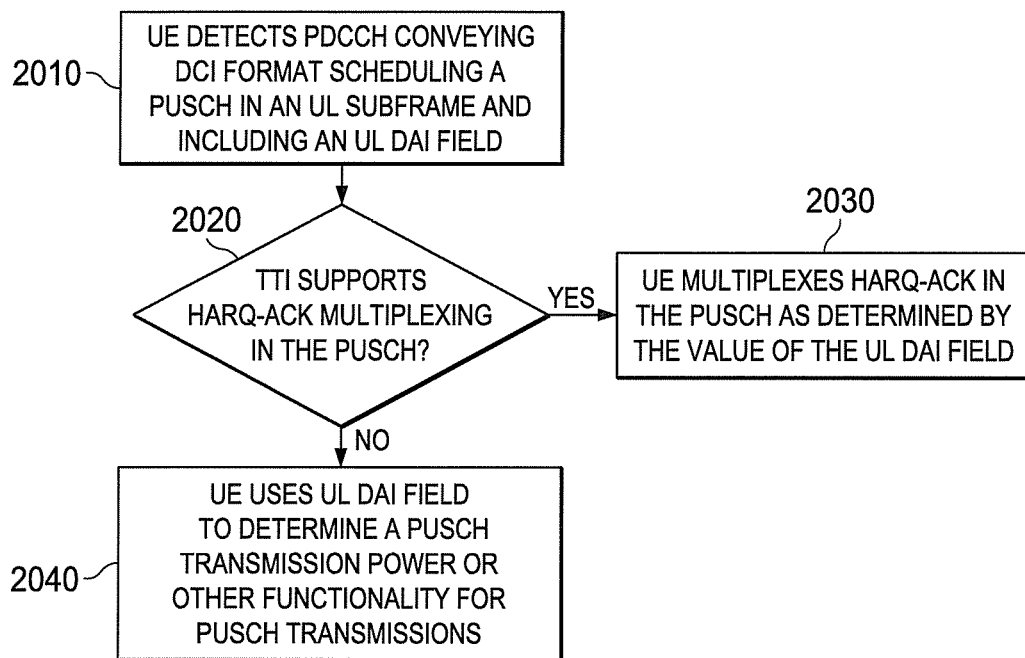 2010
UE DETECTS PDCCH CONVEYING
DCI FORMAT SCHEDULING A
PUSCH IN AN UL SUBFRAME AND
INCLUDING AN UL DAI FIELD
2020
TTI SUPPORTS
HARQ-ACK MULTIPLEXING
IN THE PUSCH?
YES
2030
UE MULTIPLEXES HARQ-ACK IN
THE PUSCH AS DETERMINED BY
THE VALUE OF THE UL DAI FIELD
NO
2040
UE USES UL DAI FIELD
TO DETERMINE A PUSCH
TRANSMISSION POWER OR
OTHER FUNCTIONALITY FOR
PUSCH TRANSMISSIONS